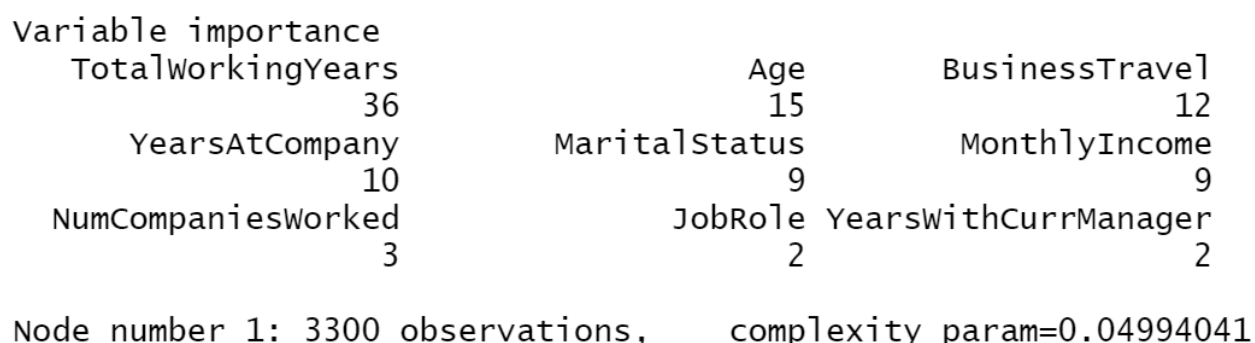 Variable importance
TotalWorkingYears Age BusinessTravel
36 15 12
YearsAtCompany MaritalStatus MonthlyIncome
10 9 9
NumCompaniesWorked JobRole YearsWithCurrManager
3 2 2
Node number 1: 3300 observations, complexity param=0.04994041